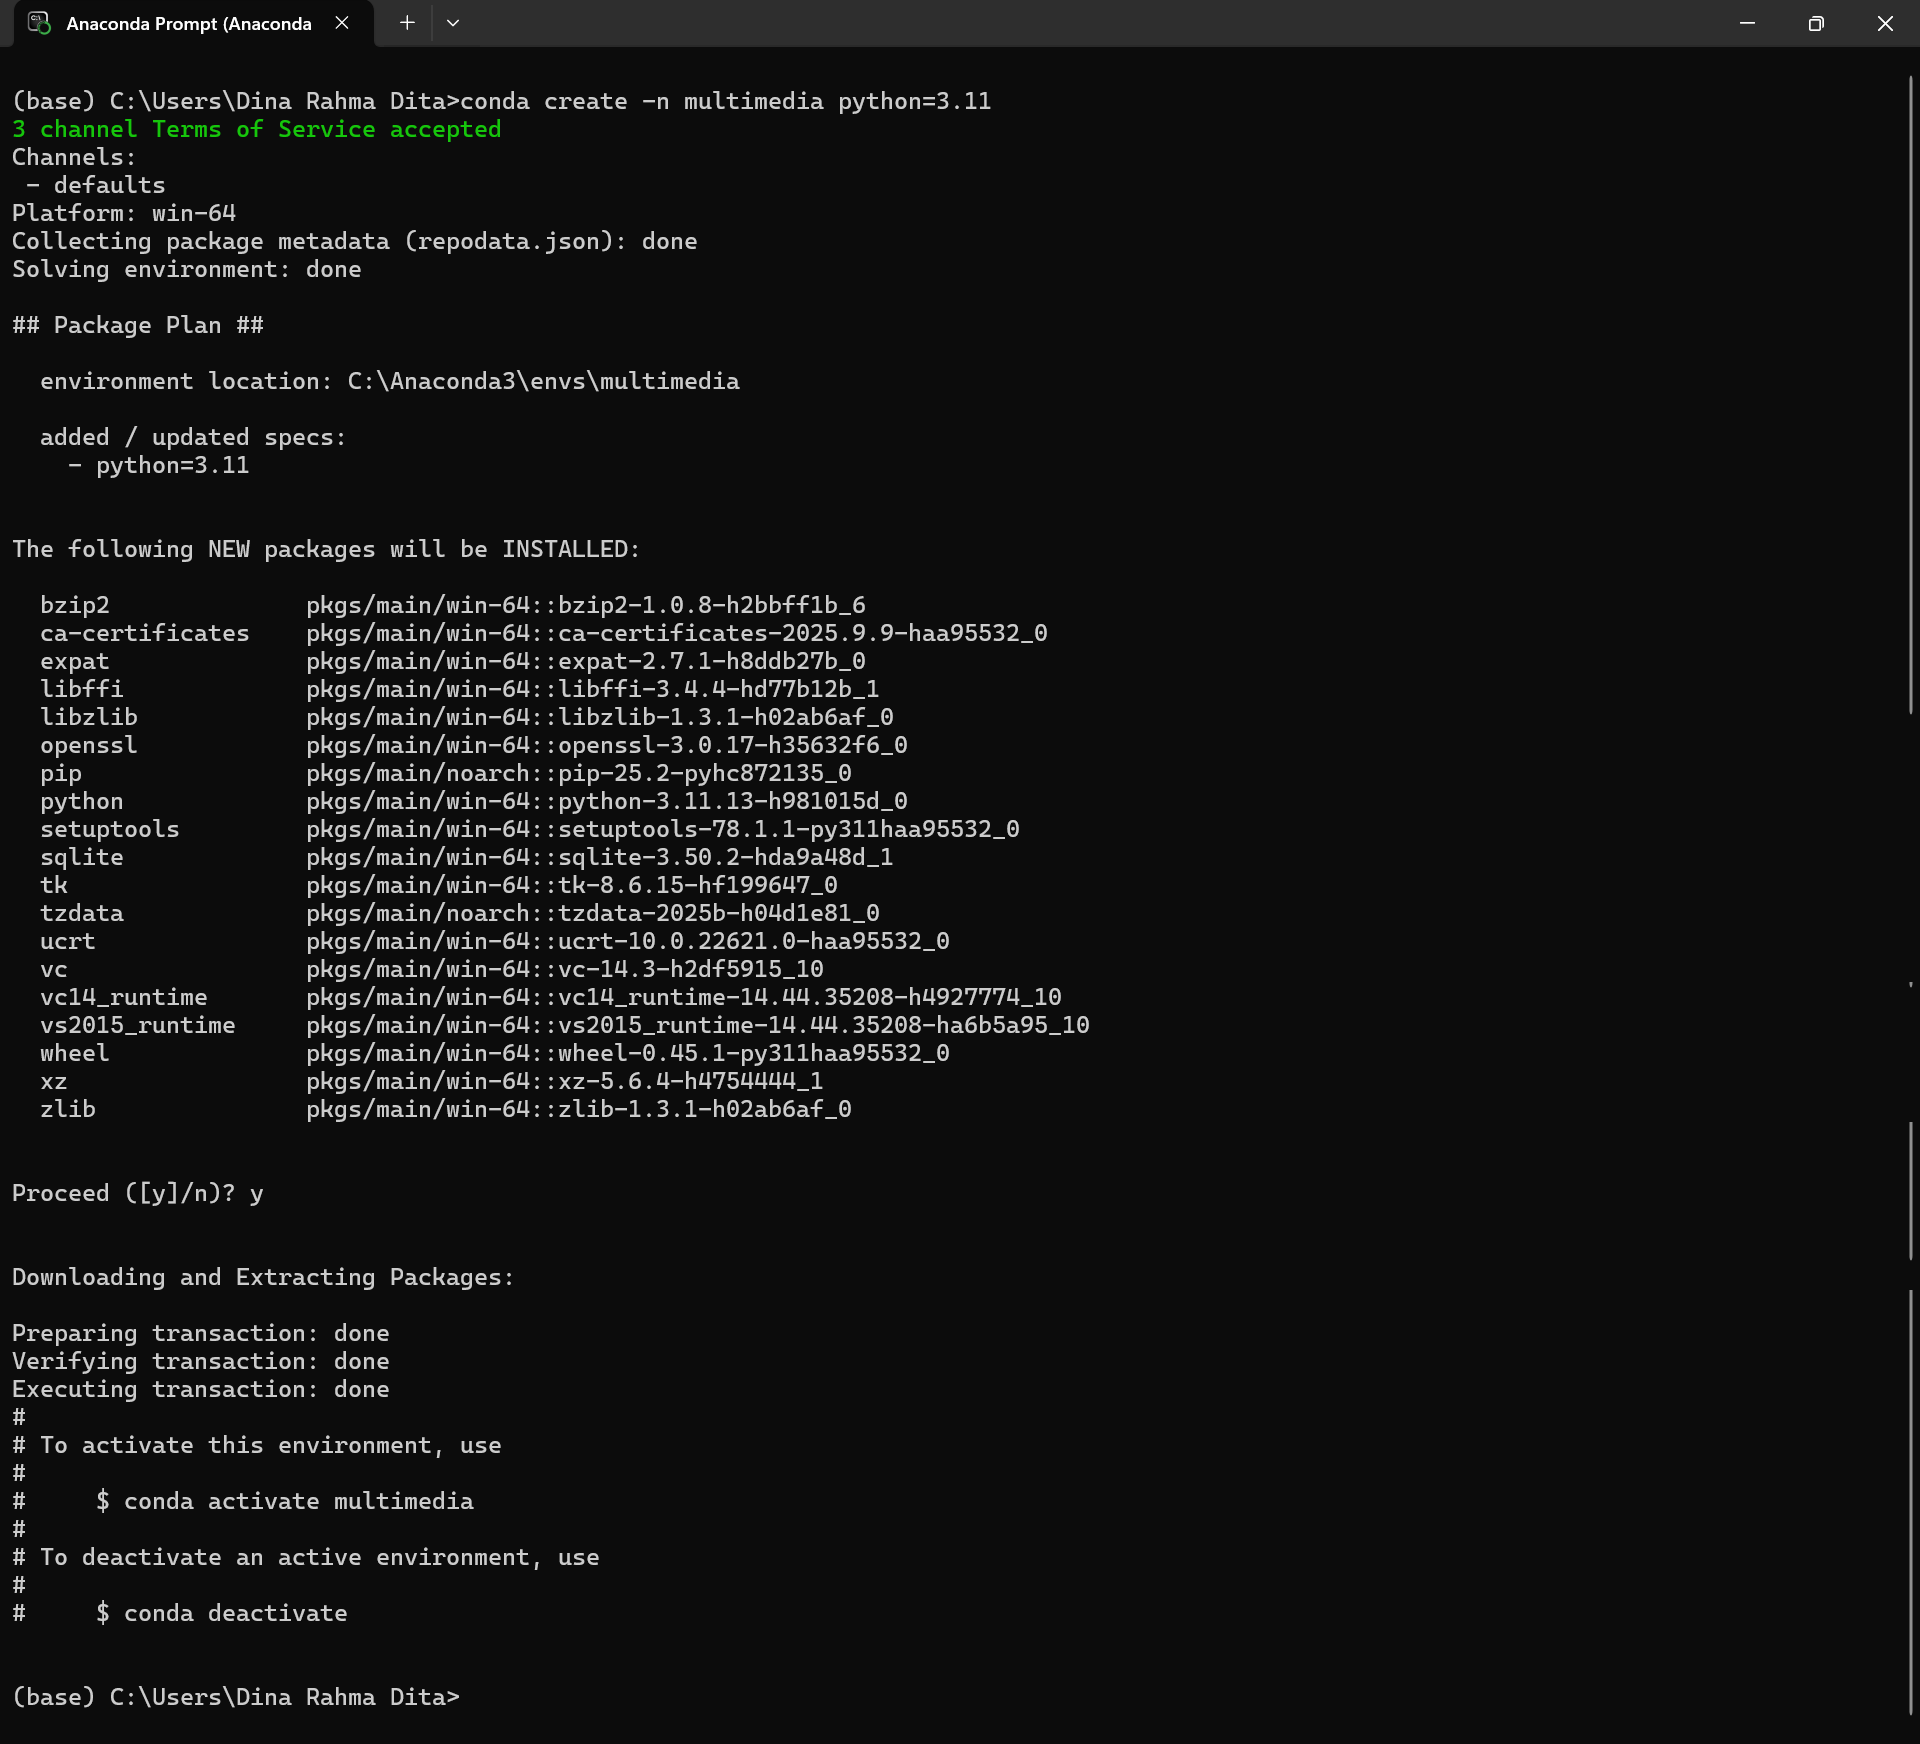 Anaconda Prompt (Anaconda
(base) C:\Users\Dina Rahma Dita>conda create -n multimedia python=3.11
3 channel Terms of Service accepted
Channels:
 - defaults
Platform: win-64
Collecting package metadata (repodata.json): done
Solving environment: done
## Package Plan ##
  environment location: C:\Anaconda3\envs\multimedia
  added / updated specs:
    - python=3.11
The following NEW packages will be INSTALLED:
  bzip2              pkgs/main/win-64::bzip2-1.0.8-h2bbff1b_6
  ca-certificates    pkgs/main/win-64::ca-certificates-2025.9.9-haa95532_0
  expat              pkgs/main/win-64::expat-2.7.1-h8ddb27b_0
  libffi             pkgs/main/win-64::libffi-3.4.4-hd77b12b_1
  libzlib            pkgs/main/win-64::libzlib-1.3.1-h02ab6af_0
  openssl            pkgs/main/win-64::openssl-3.0.17-h35632f6_0
  pip                pkgs/main/noarch::pip-25.2-pyhc872135_0
  python             pkgs/main/win-64::python-3.11.13-h981015d_0
  setuptools         pkgs/main/win-64::setuptools-78.1.1-py311haa95532_0
  sqlite             pkgs/main/win-64::sqlite-3.50.2-hda9a48d_1
  tk                 pkgs/main/win-64::tk-8.6.15-hf199647_0
  tzdata             pkgs/main/noarch::tzdata-2025b-h04d1e81_0
  ucrt               pkgs/main/win-64::ucrt-10.0.22621.0-haa95532_0
  vc                 pkgs/main/win-64::vc-14.3-h2df5915_10
  vc14_runtime       pkgs/main/win-64::vc14_runtime-14.44.35208-h4927774_10
  vs2015_runtime     pkgs/main/win-64::vs2015_runtime-14.44.35208-ha6b5a95_10
  wheel              pkgs/main/win-64::wheel-0.45.1-py311haa95532_0
  xz                 pkgs/main/win-64::xz-5.6.4-h4754444_1
  zlib               pkgs/main/win-64::zlib-1.3.1-h02ab6af_0
Proceed ([y]/n)? y
Downloading and Extracting Packages:
Preparing transaction: done
Verifying transaction: done
Executing transaction: done
#
# To activate this environment, use
#
#     $ conda activate multimedia
#
# To deactivate an active environment, use
#
#     $ conda deactivate
(base) C:\Users\Dina Rahma Dita>